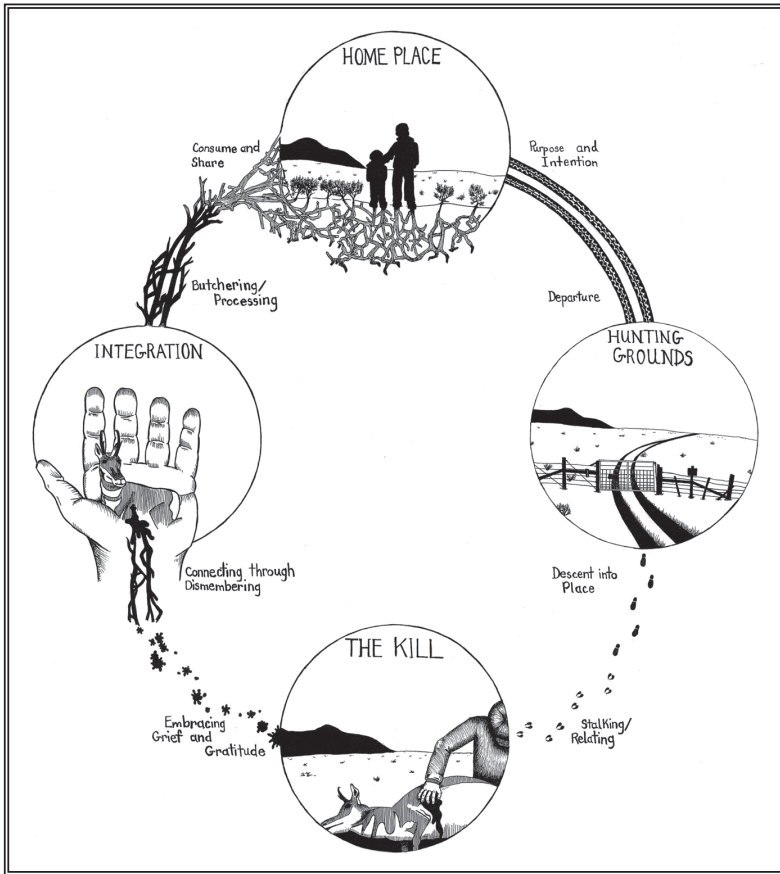 HOME PLACE
Purpose and
Intention
Departure
HUNTING
GROUNDS
Descent into
Place
Stalking/
Relating
THE KILL
Embracing
Grief and
Gratitude
Connecting through
Dismembering
INTEGRATION
Butchering/
Processing
Consume and
Share